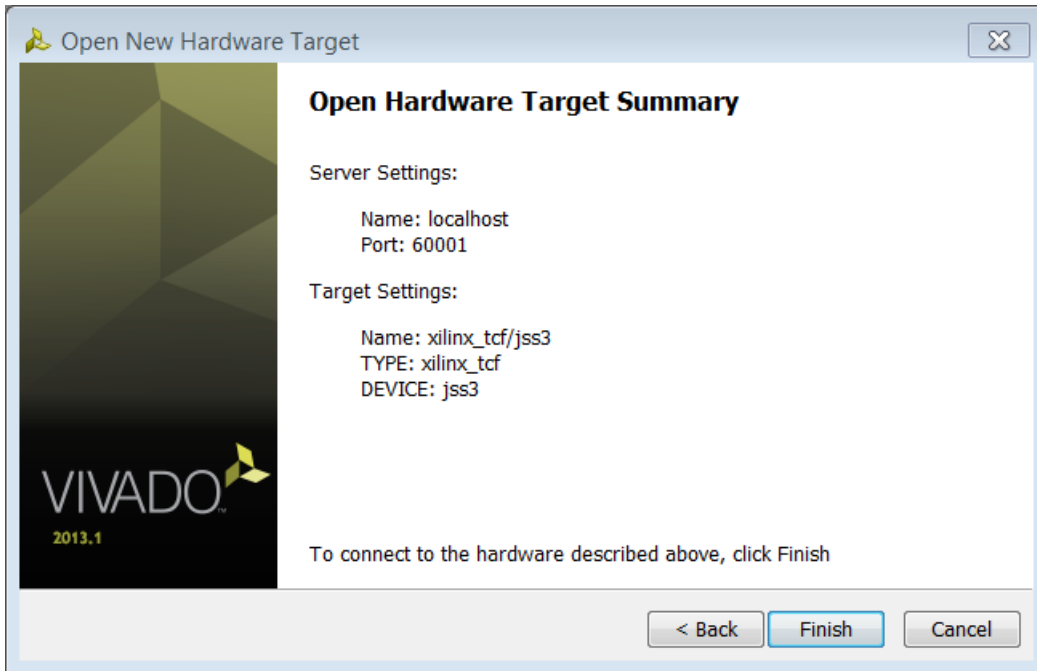 Open New Hardware Target
Open Hardware Target Summary
Server Settings:
Name: localhost
Port: 60001
Target Settings:
Name: xilinx_tcf/jss3
TYPE: xilinx_tcf
DEVICE: jss3
VIVADO™
2013.1
To connect to the hardware described above, click Finish
< Back Finish Cancel